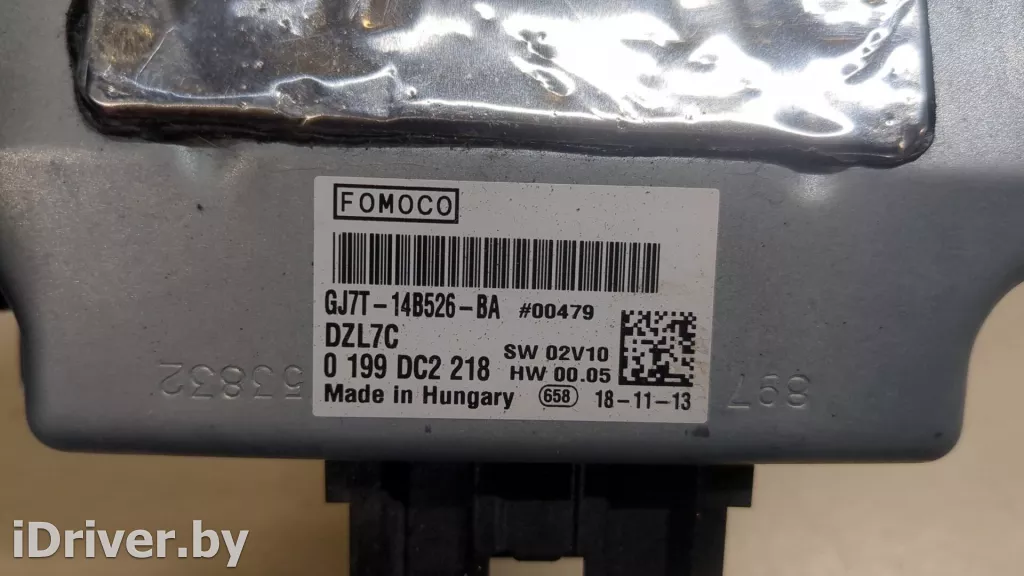 FOMOCO
GJ7T-14B526-BA #00479
DZL7C
SW 02V10
0 199 DC2 218 HW 00.05
Made in Hungary 658 18-11-13
53832
897
iDriver.by